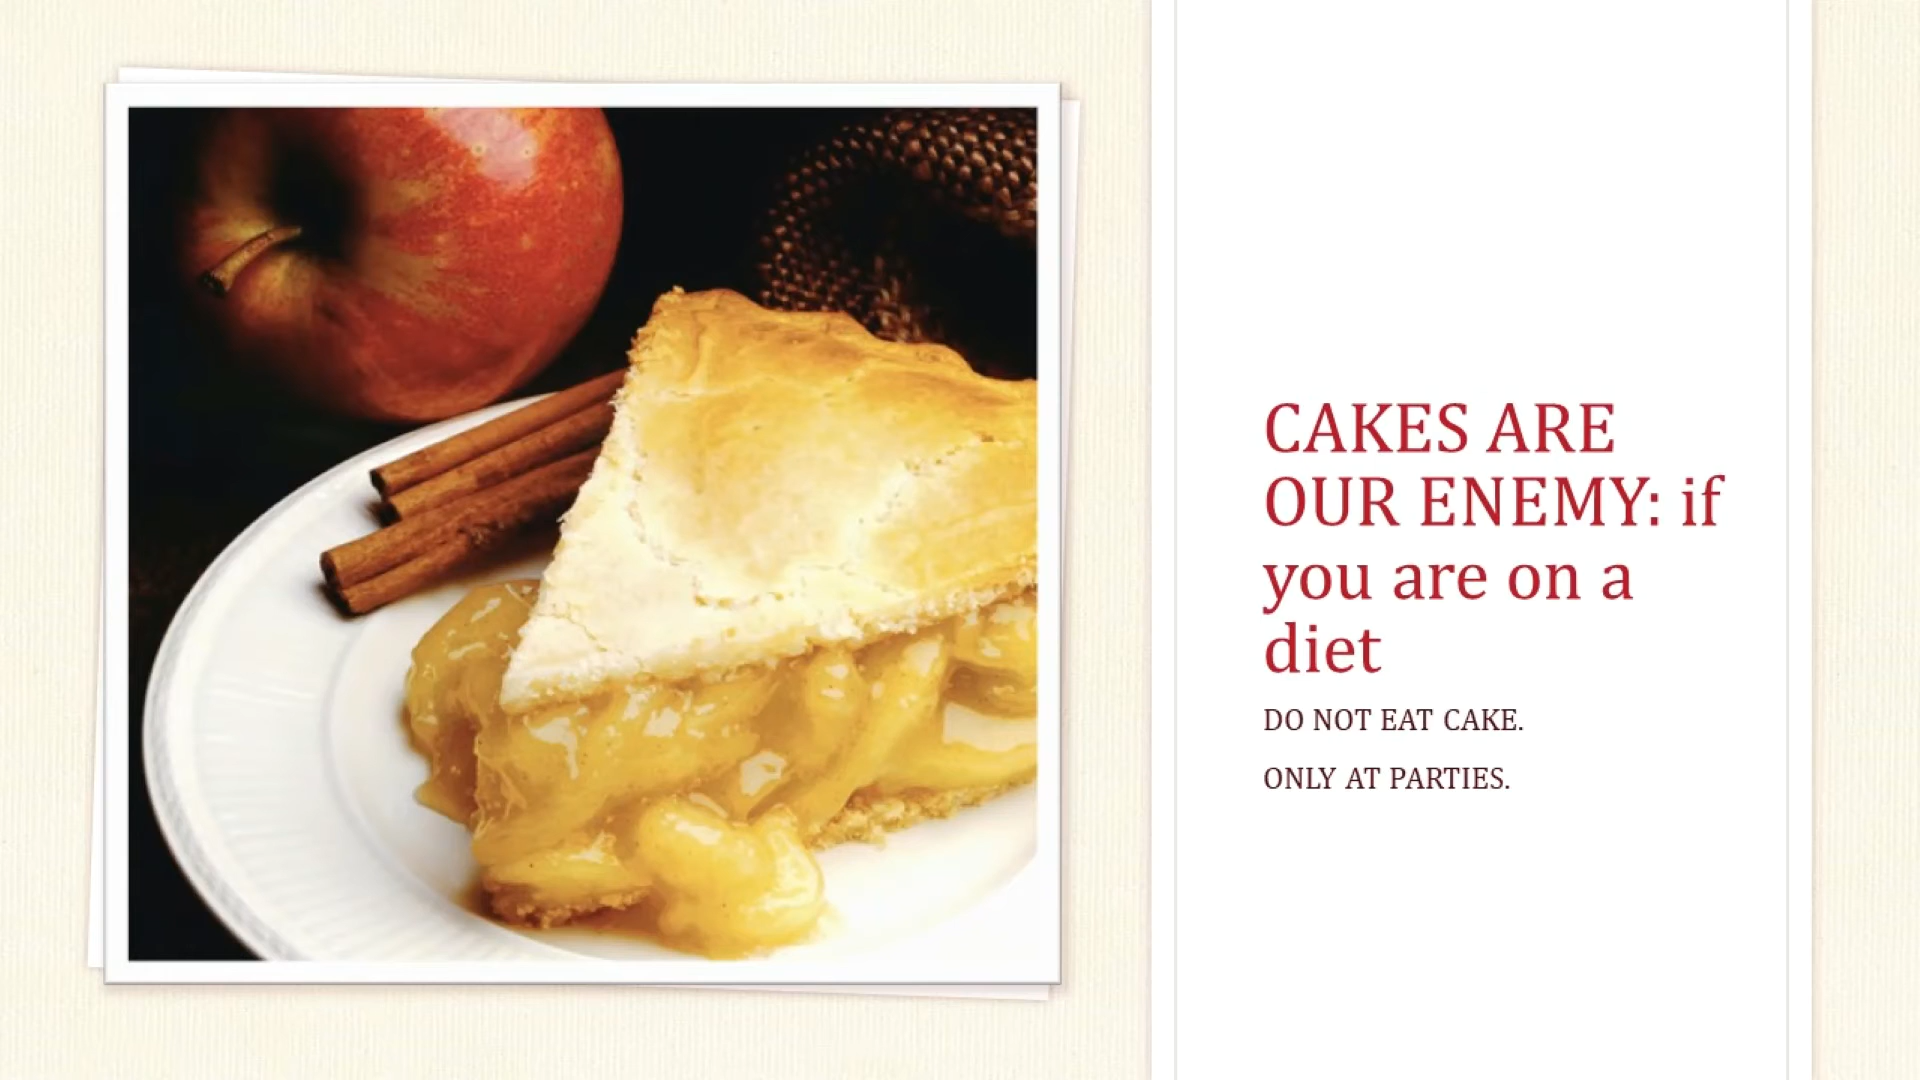 CAKES ARE
OUR ENEMY: if
you are on a
diet
DO NOT EAT CAKE.
ONLY AT PARTIES.